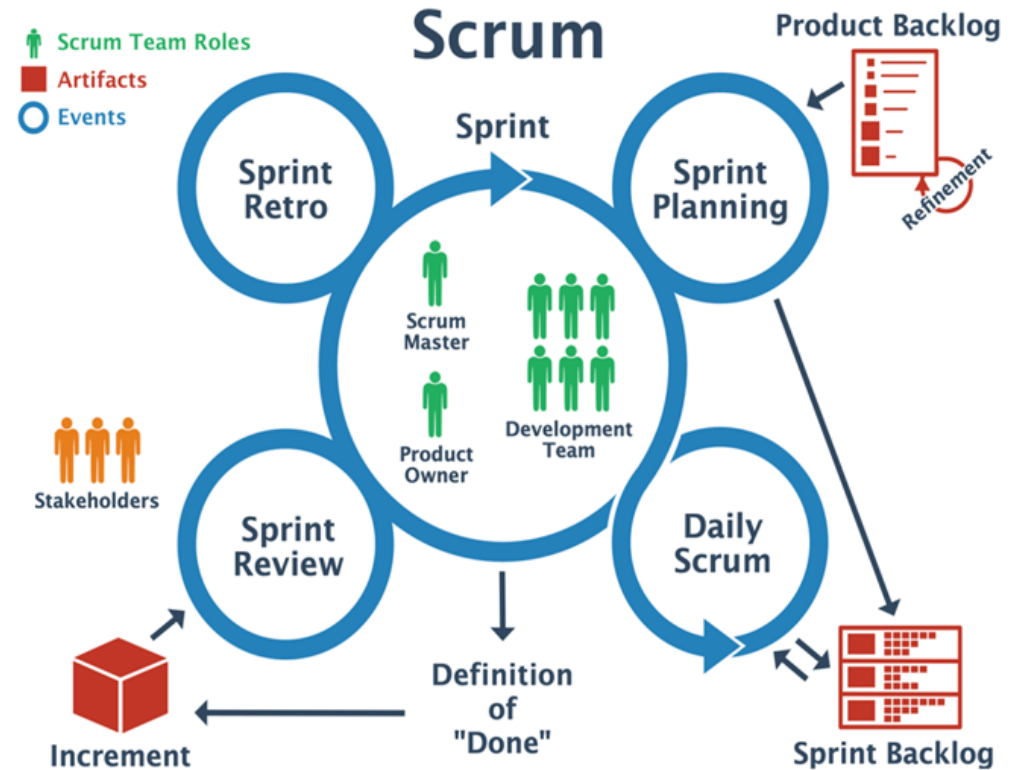 Scrum
Scrum Team Roles
Artifacts
Events
Product Backlog
Refinement
Sprint
Sprint
Retro
Sprint
Planning
Scrum
Master
Product
Owner
Development
Team
Stakeholders
Sprint
Review
Daily
Scrum
Definition
of
"Done"
Increment
Sprint Backlog